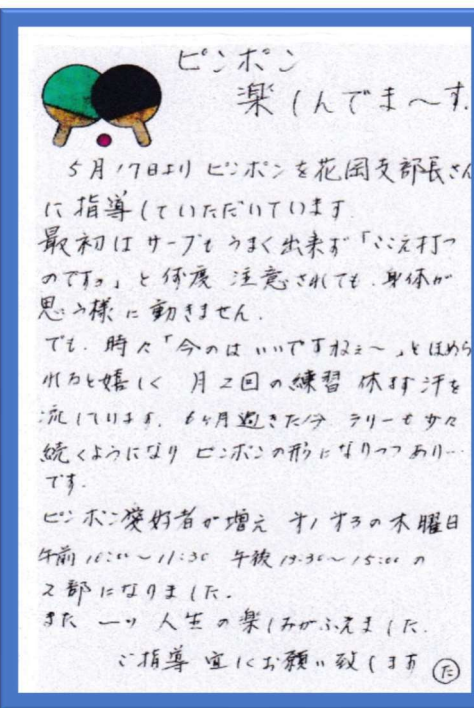 ピンポン
楽しんでま〜す.
5月17日より ピンポンを花岡支部長さん
に指導していただいています.
最初はサーブもうまく出来ず「ここえ打つ
のですよ」と何度 注意されても.身体が
思う様に動きません.
でも.時々「今のは いいですねぇ〜」とほめら
れると嬉しく 月2回の練習 休まず汗を
流しています. 6ヶ月過ぎた今 ラリーも少々
続くようになり ピンポンの形になりつつあり…
です.
ピンポン愛好者が増え 才1 才3の木曜日
午前10:00〜11:30 午後13:30〜15:00 の
2部になりました.
また 一ツ 人生の楽しみがふえました.
ご指導 宜しくお願い致します た